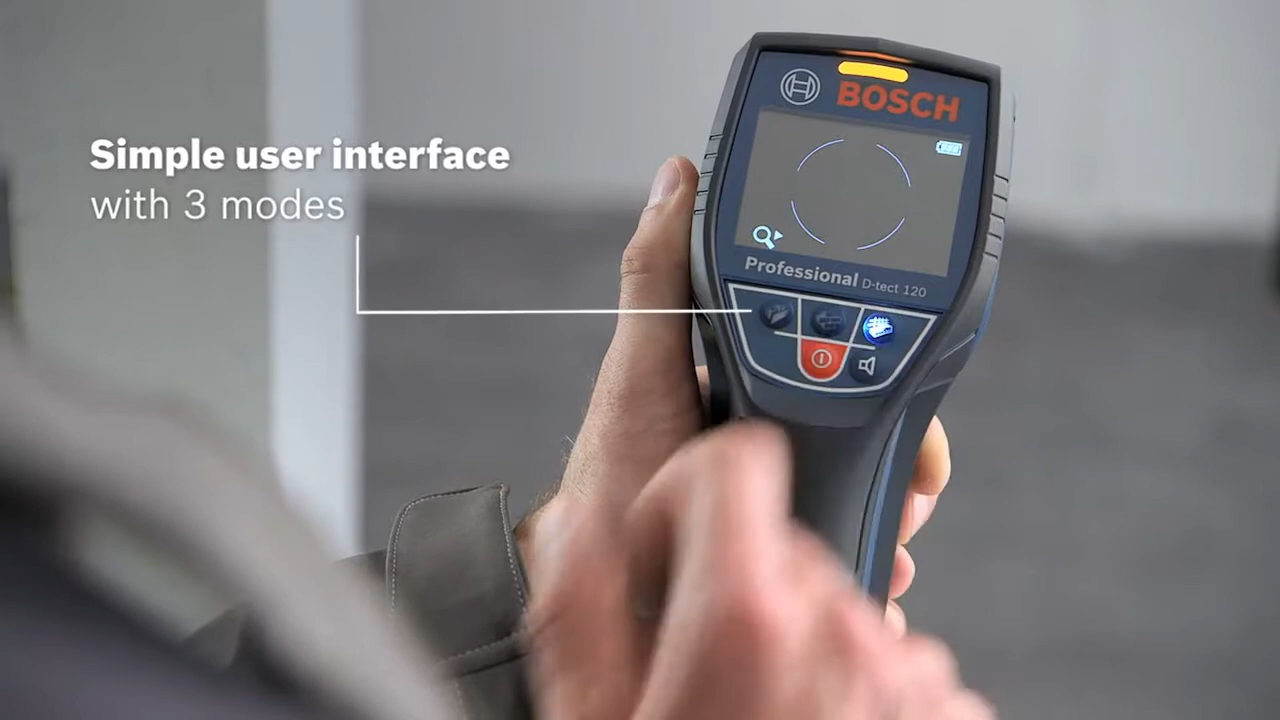 Simple user interface
with 3 modes
BOSCH
Professional D-tect 120